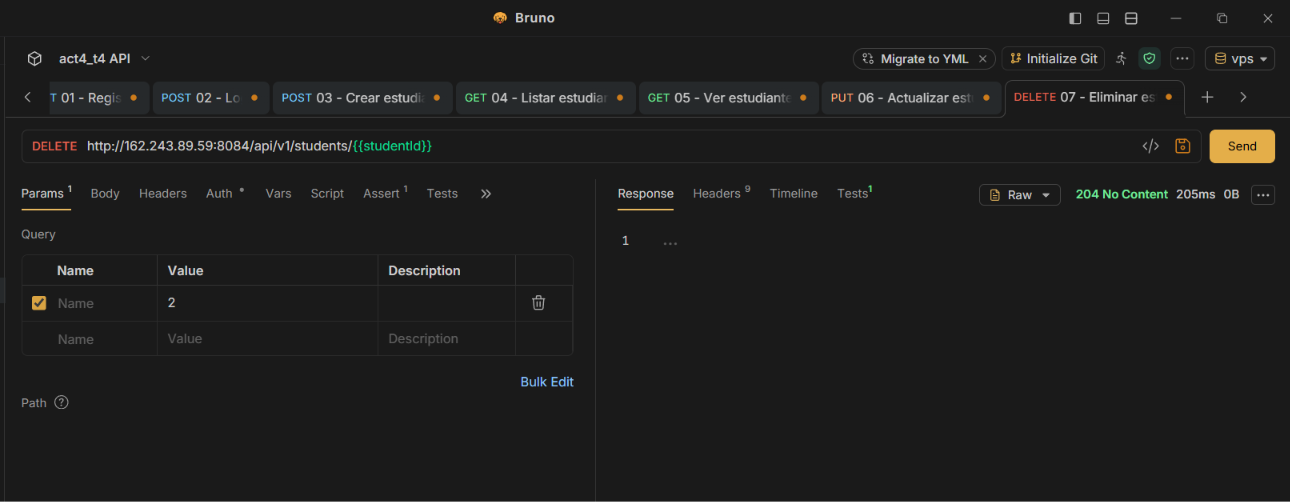 Bruno
act4_t4 API
Migrate to YML
Initialize Git
vps
T 01 - Regis
POST 02 - Lo
POST 03 - Crear estudia
GET 04 - Listar estudian
GET 05 - Ver estudiante
PUT 06 - Actualizar est
DELETE 07 - Eliminar es
DELETE http://162.243.89.59:8084/api/v1/students/{{studentId}}
</> Send
Params 1 Body Headers Auth Vars Script Assert 1 Tests
Response Headers 9 Timeline Tests 1 Raw 204 No Content 205ms 0B
Query
1 ...
Name Value Description
Name 2
Name Value Description
Bulk Edit
Path ?